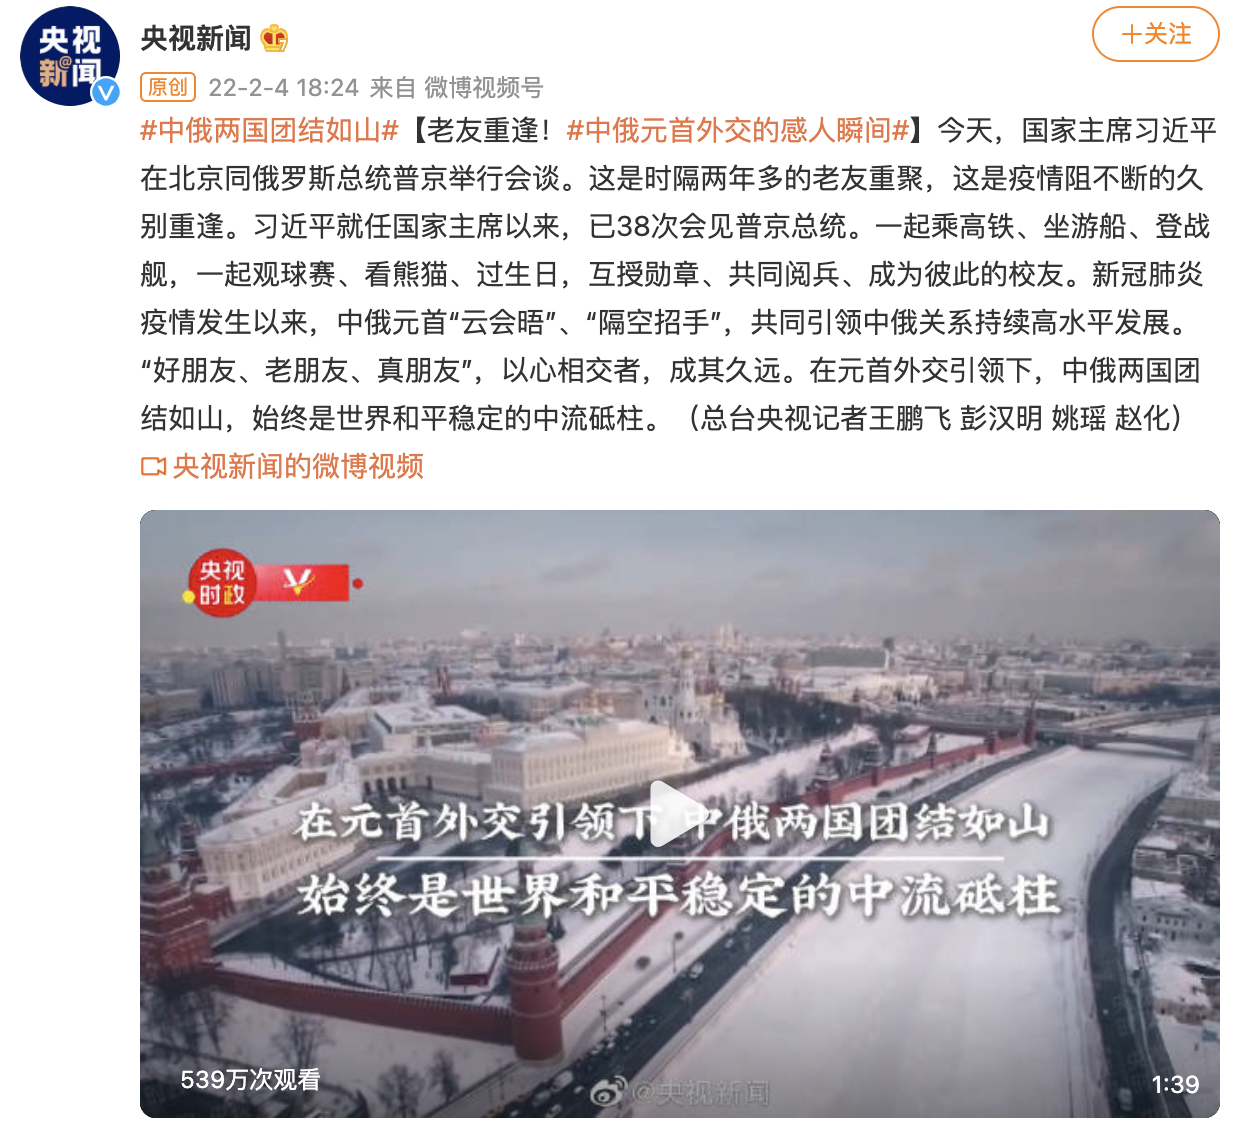 央视
新闻
央视新闻
+关注
原创 22-2-4 18:24 来自 微博视频号
#中俄两国团结如山#【老友重逢！#中俄元首外交的感人瞬间#】今天，国家主席习近平
在北京同俄罗斯总统普京举行会谈。这是时隔两年多的老友重聚，这是疫情阻不断的久
别重逢。习近平就任国家主席以来，已38次会见普京总统。一起乘高铁、坐游船、登战
舰，一起观球赛、看熊猫、过生日，互授勋章、共同阅兵、成为彼此的校友。新冠肺炎
疫情发生以来，中俄元首“云会晤”、“隔空招手”，共同引领中俄关系持续高水平发展。
“好朋友、老朋友、真朋友”，以心相交者，成其久远。在元首外交引领下，中俄两国团
结如山，始终是世界和平稳定的中流砥柱。（总台央视记者王鹏飞 彭汉明 姚瑶 赵化）
央视新闻的微博视频
央视
时政
在元首外交引领下 中俄两国团结如山
始终是世界和平稳定的中流砥柱
539万次观看
@央视新闻
1:39